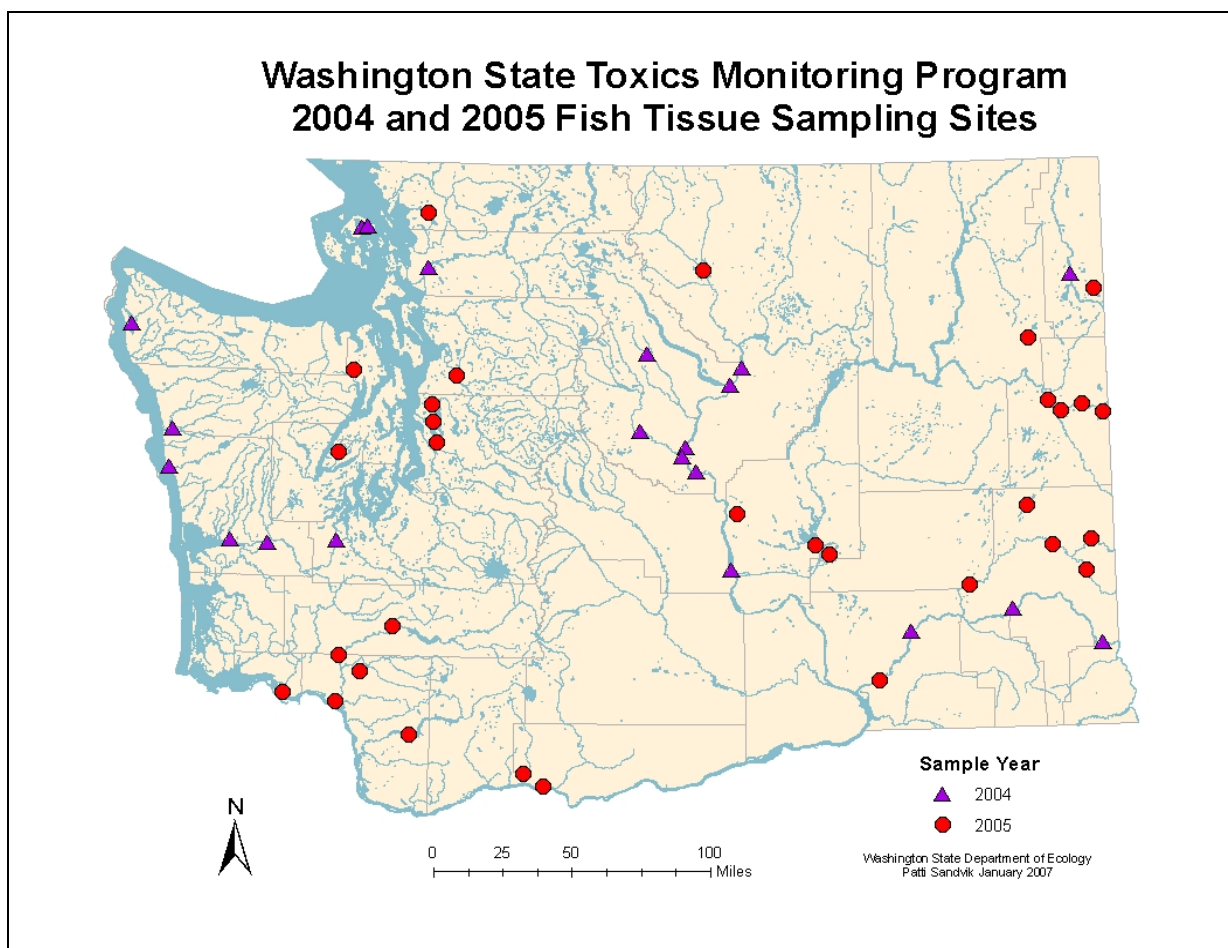 Washington State Toxics Monitoring Program
2004 and 2005 Fish Tissue Sampling Sites
Sample Year
2004
2005
N
0 25 50 100
Miles
Washington State Department of Ecology
Patti Sandvik January 2007